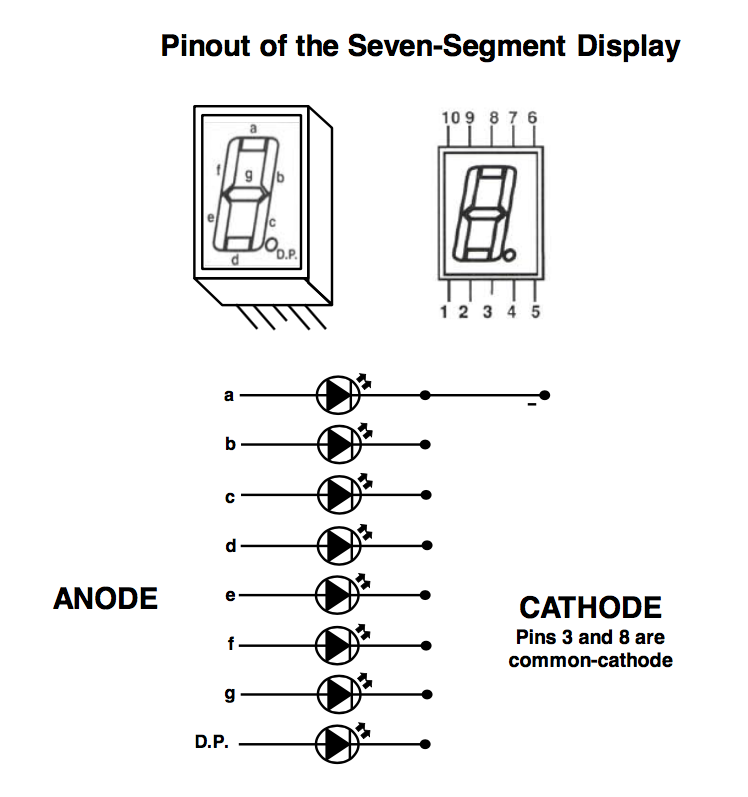 Pinout of the Seven-Segment Display
a
f
g
b
e
c
d
D.P.
10 9 8 7 6
1 2 3 4 5
a
–
b
c
d
e
f
g
D.P.
ANODE
CATHODE
Pins 3 and 8 are
common-cathode